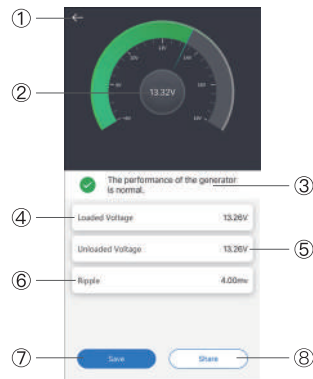 ①
②
13.32V
The performance of the generator
is normal.
③
④ Loaded Voltage 13.26V
Unloaded Voltage 13.26V ⑤
⑥ Ripple 4.00mv
⑦ Save Share ⑧